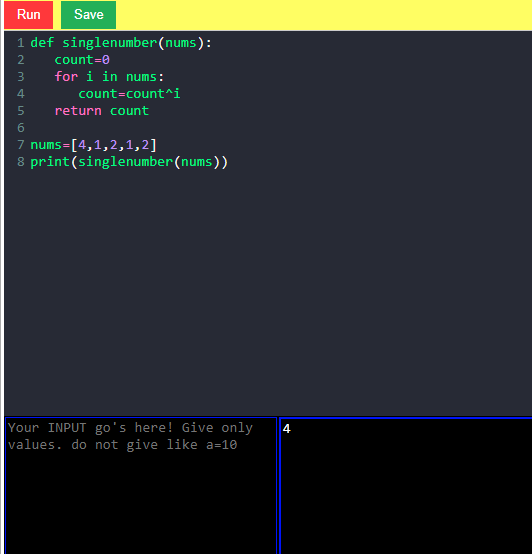 Run Save
1 def singlenumber(nums):
2    count=0
3    for i in nums:
4       count=count^i
5    return count
6
7 nums=[4,1,2,1,2]
8 print(singlenumber(nums))
Your INPUT go's here! Give only
values. do not give like a=10
4